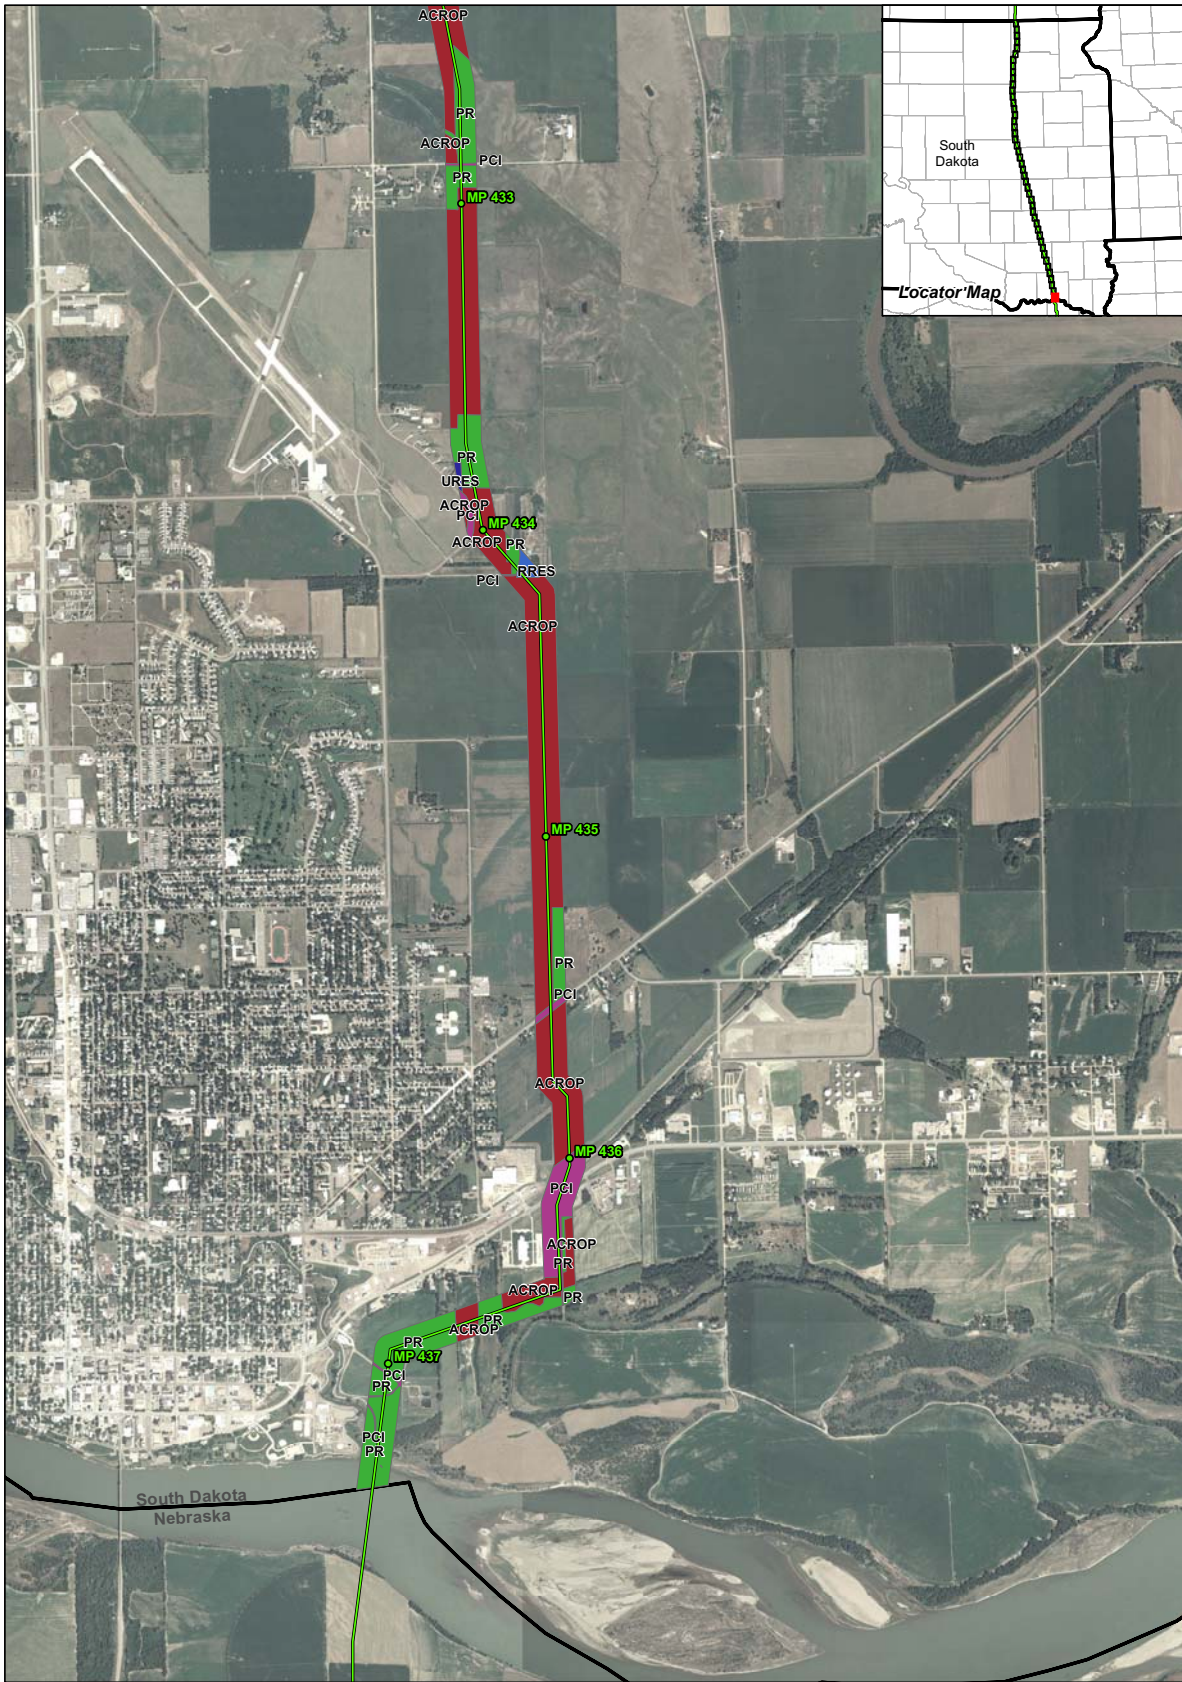 ACROP
South
Dakota
PR
ACROP
PCI
PR
MP 433
Locator Map
PR
URES
ACROP
PCI
MP 434
ACROP
PR
RRES
PCI
ACROP
MP 435
PR
PCI
ACROP
MP 436
PCI
ACROP
PR
ACROP
PR
PR
ACROP
PR
MP 437
PCI
PR
PCI
PR
South Dakota
Nebraska